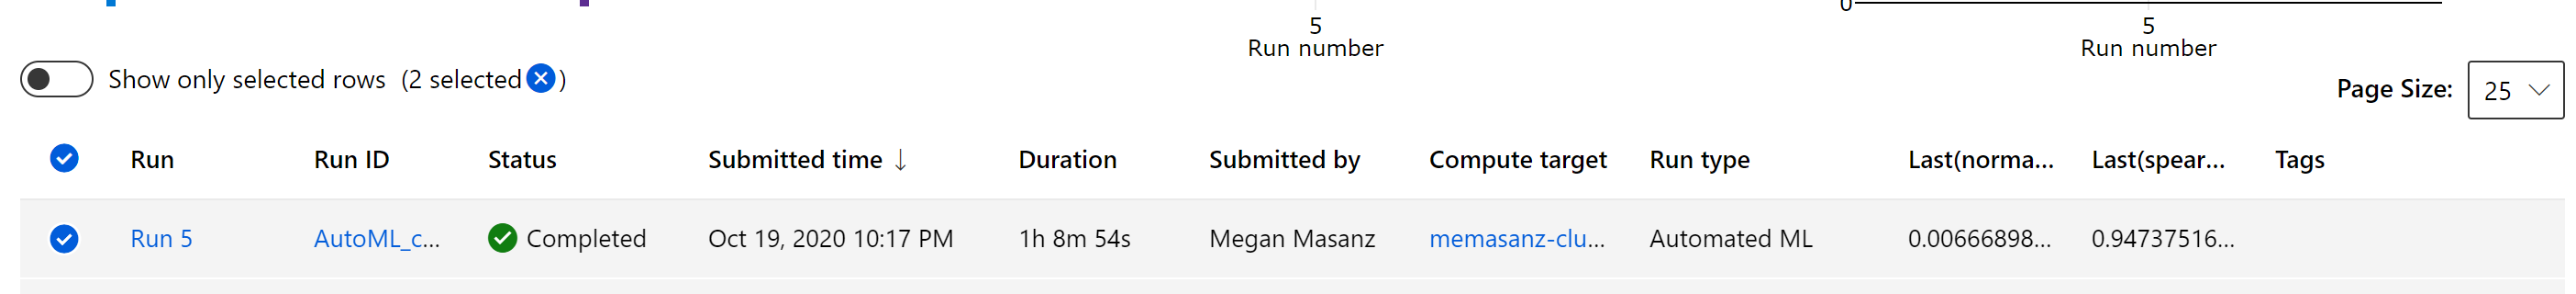 0
5
Run number
5
Run number
Show only selected rows (2 selected )
Page Size: 25
Run Run ID Status Submitted time ↓ Duration Submitted by Compute target Run type Last(norma... Last(spear... Tags
Run 5 AutoML_c... Completed Oct 19, 2020 10:17 PM 1h 8m 54s Megan Masanz memasanz-clu... Automated ML 0.00666898... 0.94737516...